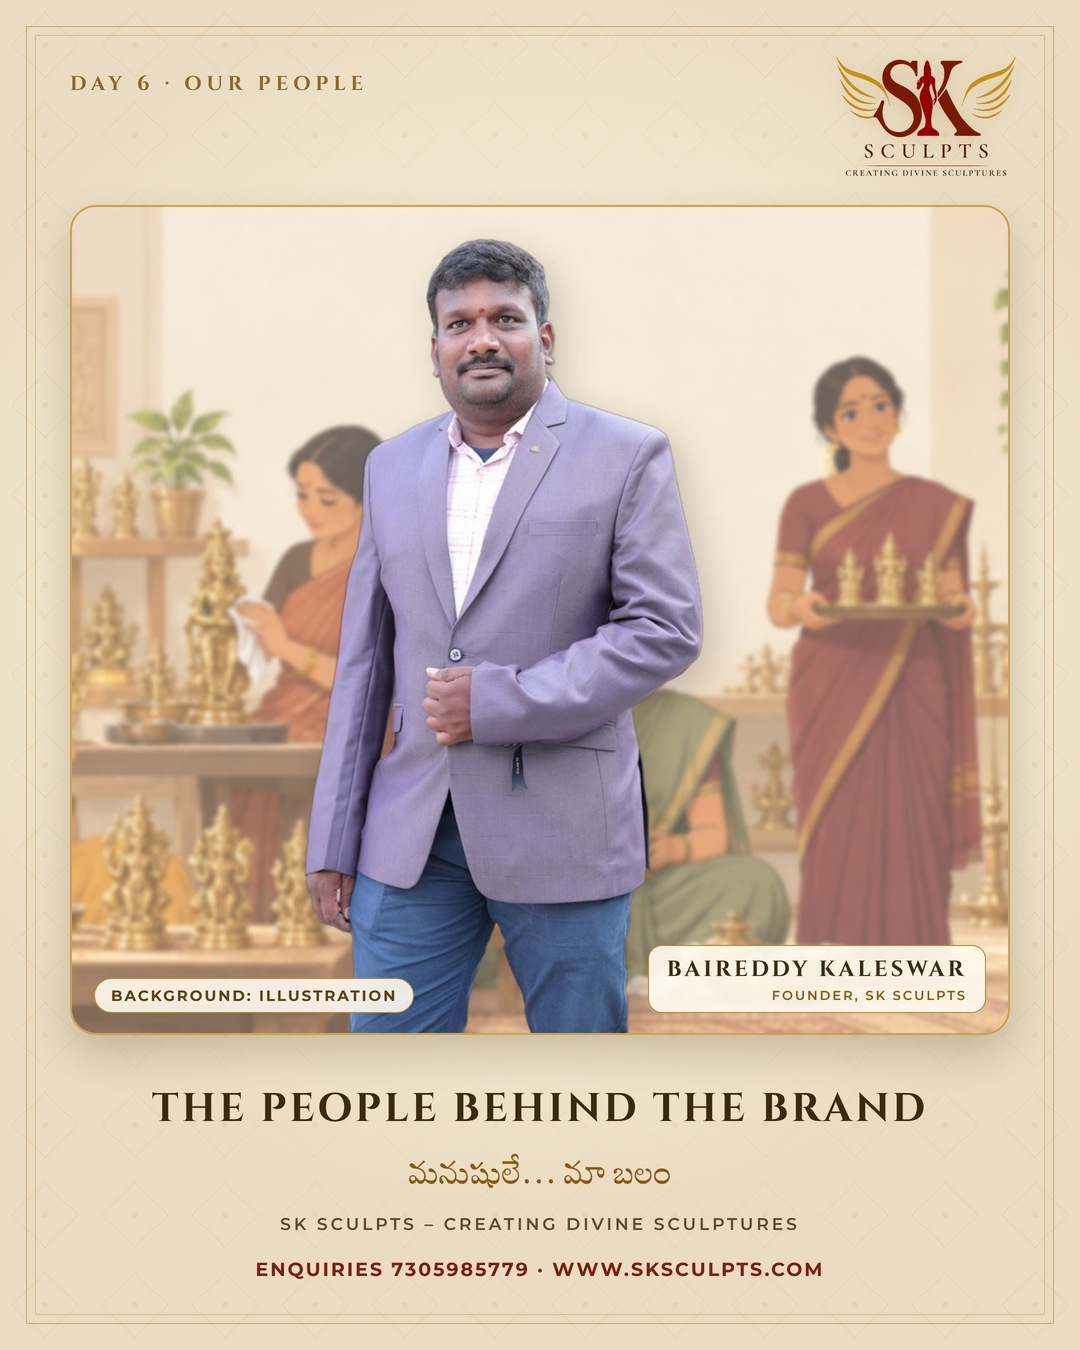 DAY 6 · OUR PEOPLE
SK
SCULPTS
CREATING DIVINE SCULPTURES
BACKGROUND: ILLUSTRATION
BAIREDDY KALESWAR
FOUNDER, SK SCULPTS
THE PEOPLE BEHIND THE BRAND
మనుషులే... మా బలం
SK SCULPTS – CREATING DIVINE SCULPTURES
ENQUIRIES 7305985779 · WWW.SKSCULPTS.COM